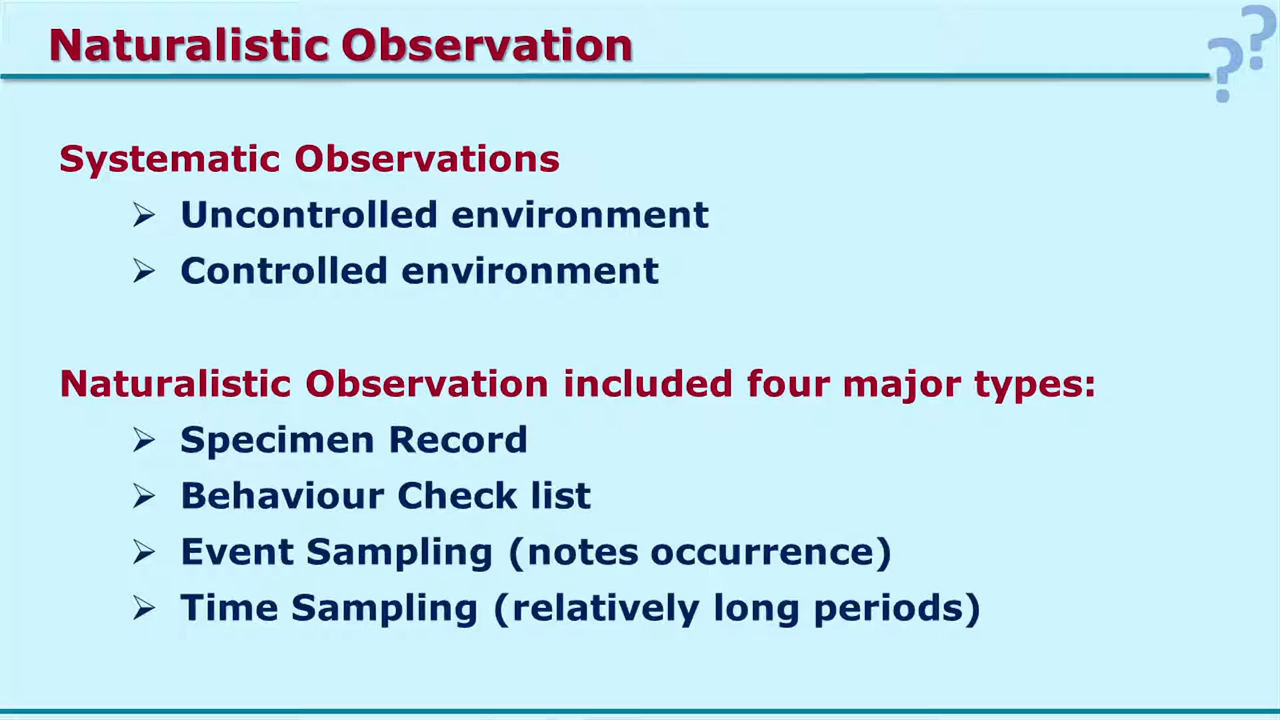 Naturalistic Observation
??
Systematic Observations
➢ Uncontrolled environment
➢ Controlled environment
Naturalistic Observation included four major types:
➢ Specimen Record
➢ Behaviour Check list
➢ Event Sampling (notes occurrence)
➢ Time Sampling (relatively long periods)